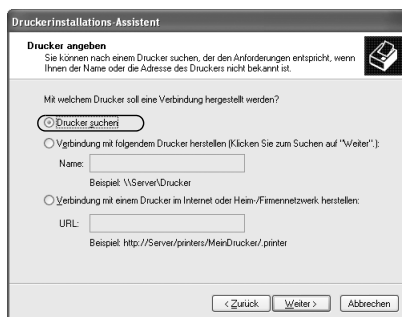 Druckerinstallations-Assistent
Drucker angeben
Sie können nach einem Drucker suchen, der den Anforderungen entspricht, wenn
Ihnen der Name oder die Adresse des Druckers nicht bekannt ist.
Mit welchem Drucker soll eine Verbindung hergestellt werden?
Drucker suchen
Verbindung mit folgendem Drucker herstellen (Klicken Sie zum Suchen auf "Weiter".):
Name:
Beispiel: \\Server\Drucker
Verbindung mit einem Drucker im Internet oder Heim-/Firmennetzwerk herstellen:
URL:
Beispiel: http://Server/printers/MeinDrucker/.printer
< Zurück Weiter > Abbrechen